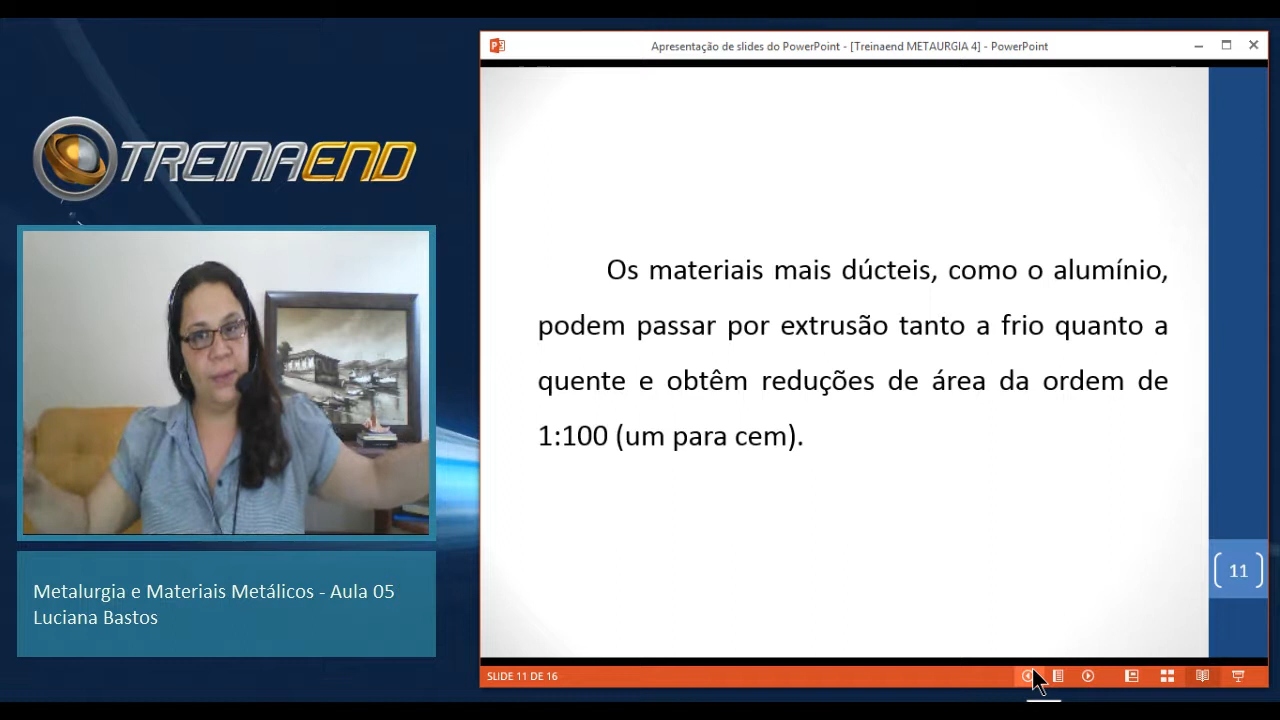 Apresentação de slides do PowerPoint - [Treinaend METAURGIA 4] - PowerPoint
TREINAEND
Os materiais mais dúcteis, como o alumínio,
podem passar por extrusão tanto a frio quanto a
quente e obtêm reduções de área da ordem de
1:100 (um para cem).
11
Metalurgia e Materiais Metálicos - Aula 05
Luciana Bastos
SLIDE 11 DE 16